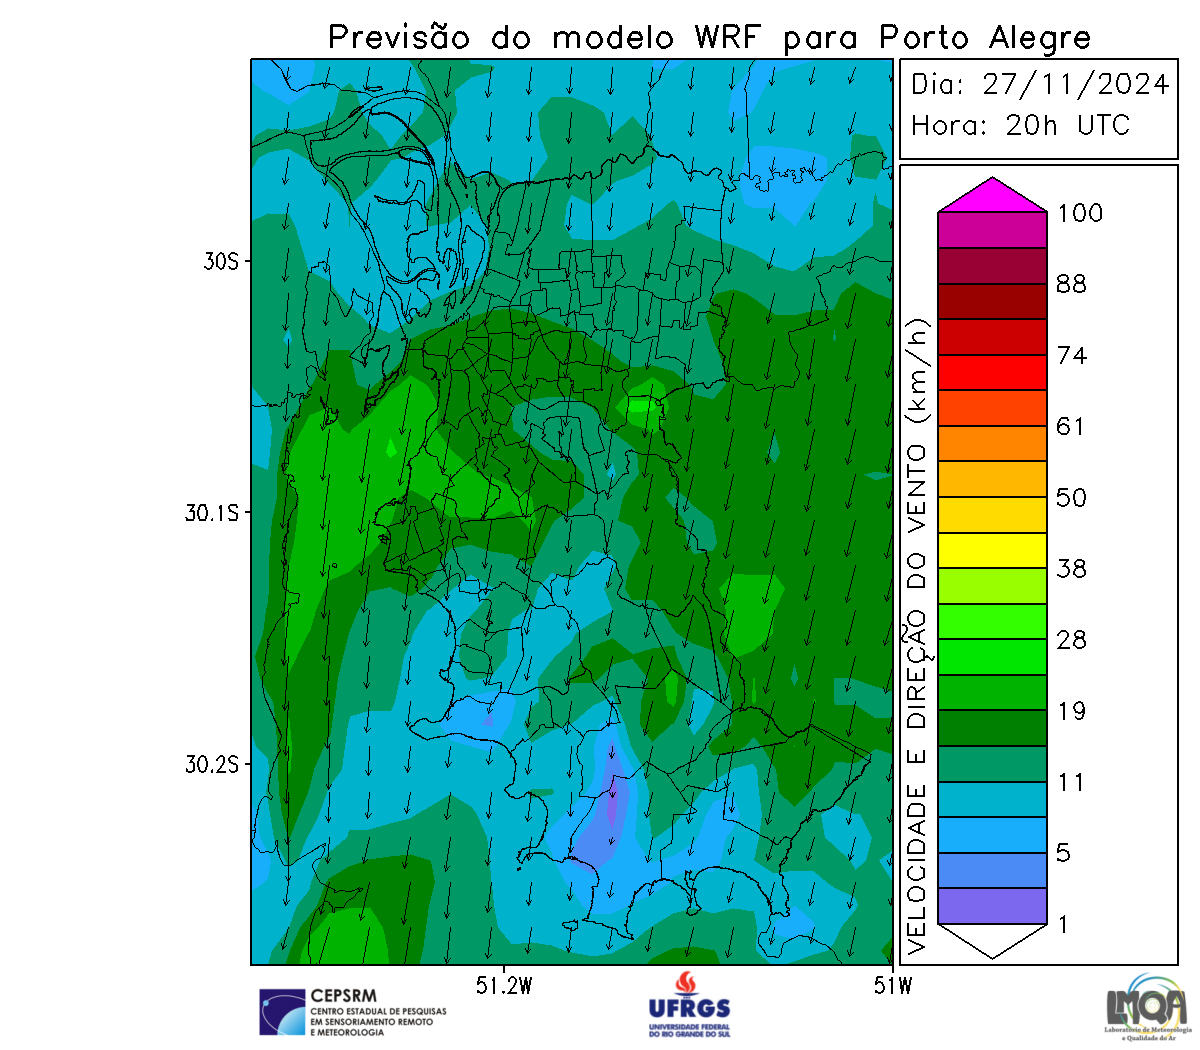 Previsão do modelo WRF para Porto Alegre
Dia: 27/11/2024
Hora: 20h UTC
VELOCIDADE E DIREÇÃO DO VENTO (km/h)
100
88
74
61
50
38
28
19
11
5
1
30S
30.1S
30.2S
51.2W
51W
CEPSRM
CENTRO ESTADUAL DE PESQUISAS
EM SENSORIAMENTO REMOTO
E METEOROLOGIA
UFRGS
UNIVERSIDADE FEDERAL
DO RIO GRANDE DO SUL
LMQA
Laboratório de Meteorologia
e Qualidade do Ar